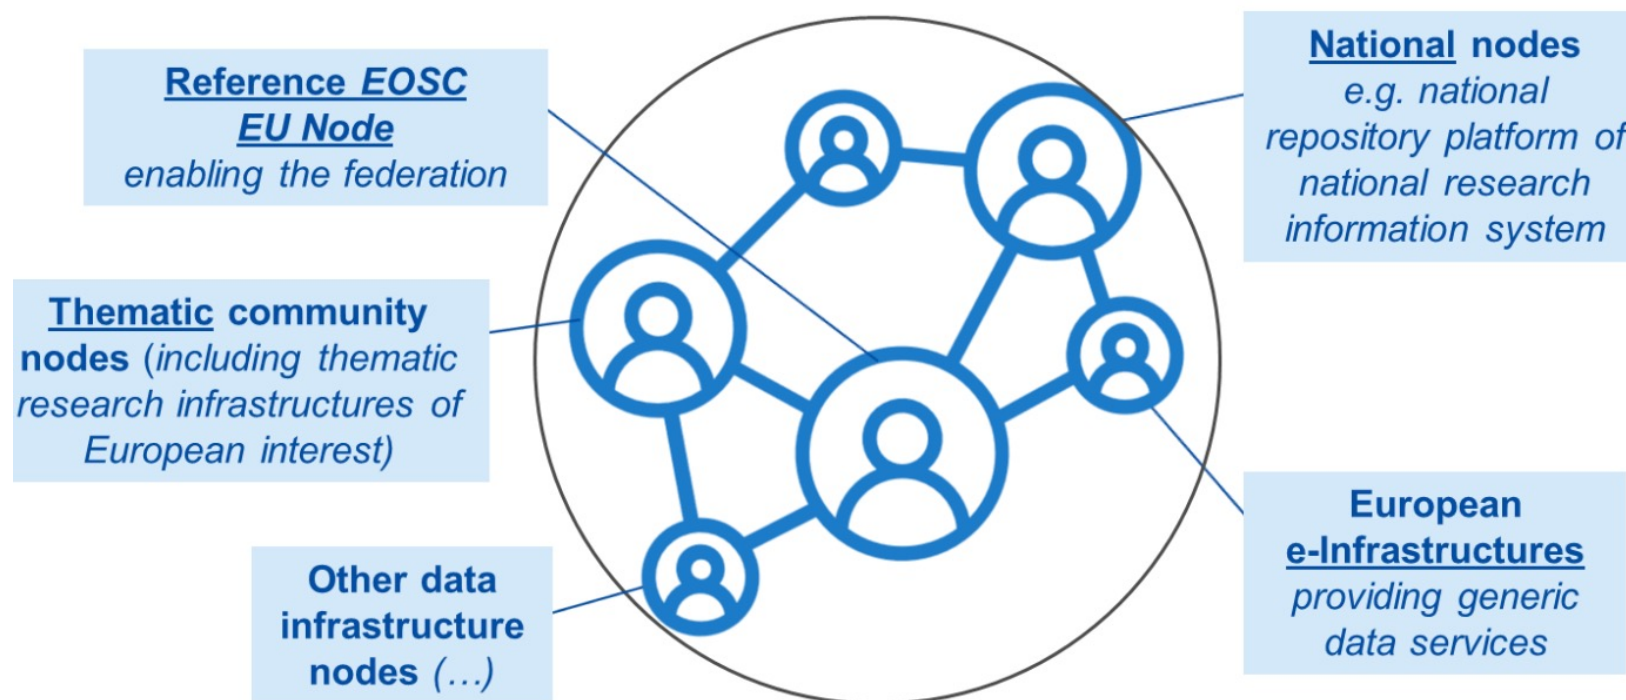 Reference EOSC
EU Node
enabling the federation
National nodes
e.g. national
repository platform of
national research
information system
Thematic community
nodes (including thematic
research infrastructures of
European interest)
Other data
infrastructure
nodes (...)
European
e-Infrastructures
providing generic
data services